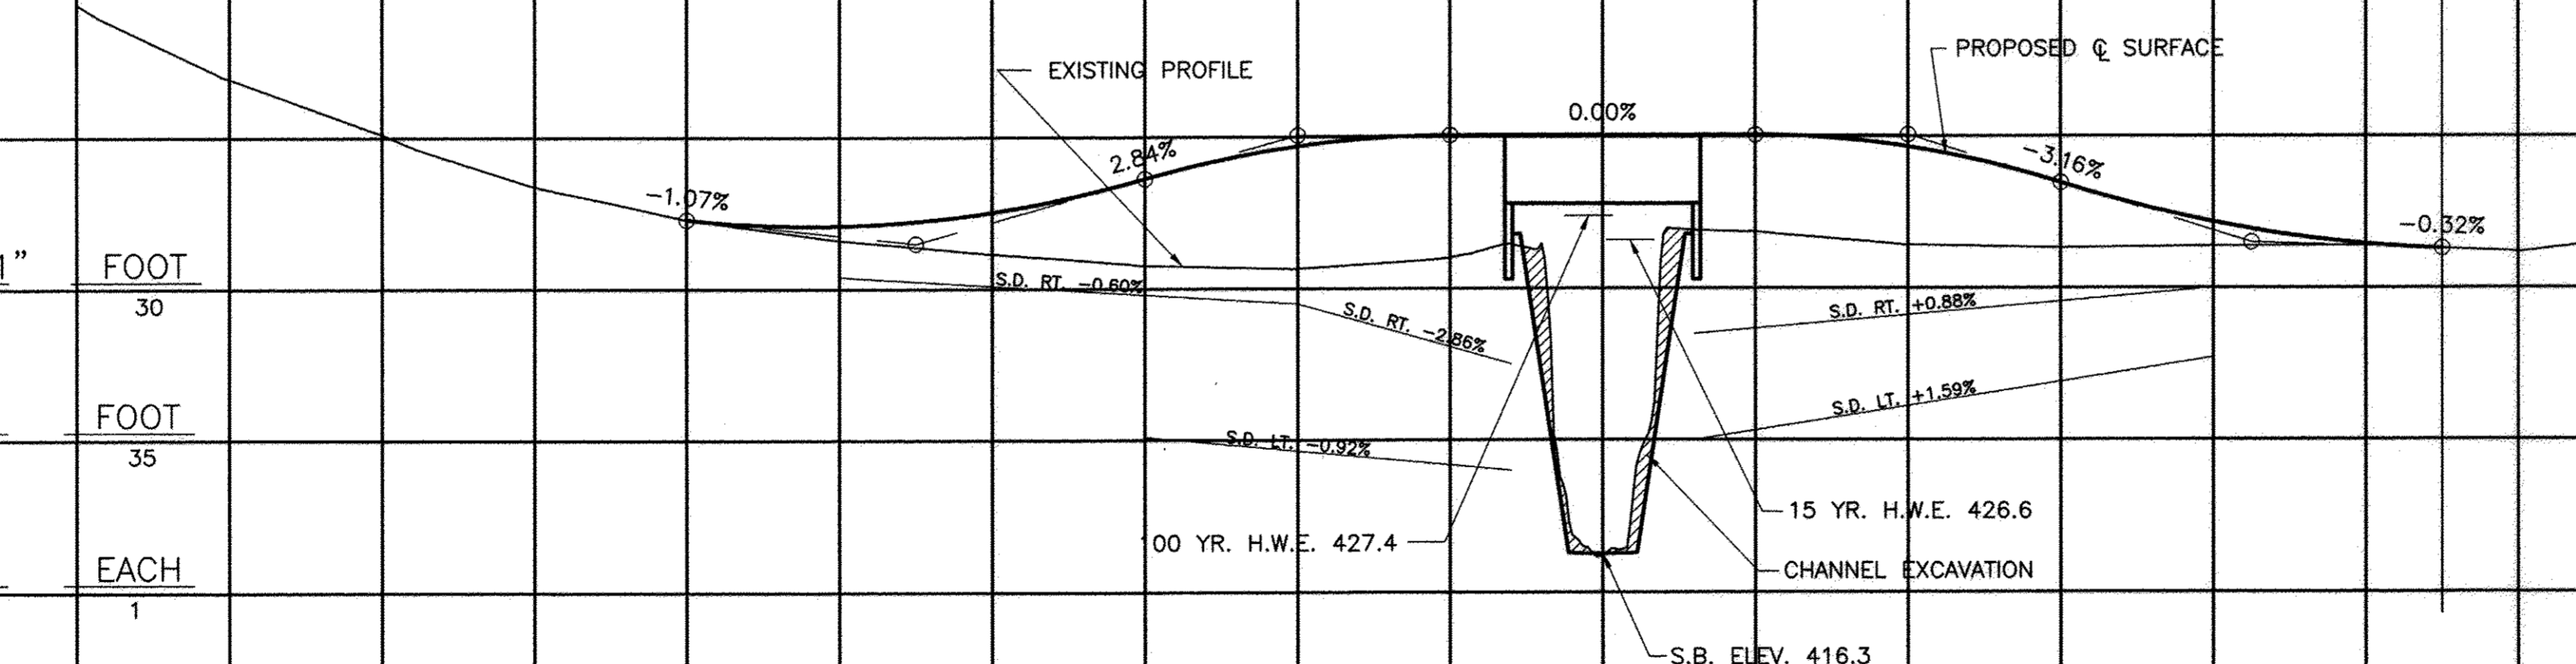 PROPOSED ℄ SURFACE
EXISTING PROFILE
0.00%
2.84%
-3.16%
-1.07%
-0.32%
1" FOOT
30
S.D. RT. -0.60%
S.D. RT. -2.86%
S.D. RT. +0.88%
S.D. LT. +1.59%
FOOT
35
S.D. LT. -0.92%
15 YR. H.W.E. 426.6
00 YR. H.W.E. 427.4
CHANNEL EXCAVATION
EACH
1
S.B. ELEV. 416.3